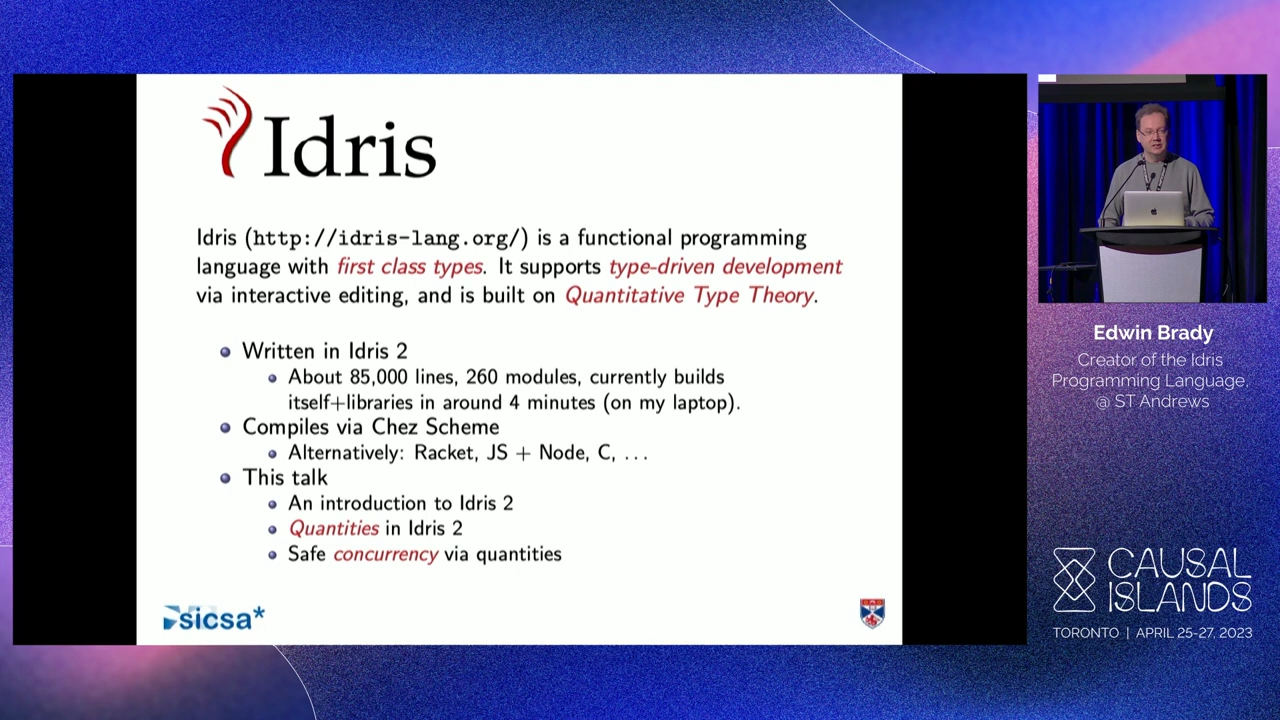 Idris
Idris (http://idris-lang.org/) is a functional programming
language with first class types. It supports type-driven development
via interactive editing, and is built on Quantitative Type Theory.
Written in Idris 2
About 85,000 lines, 260 modules, currently builds
itself+libraries in around 4 minutes (on my laptop).
Compiles via Chez Scheme
Alternatively: Racket, JS + Node, C, ...
This talk
An introduction to Idris 2
Quantities in Idris 2
Safe concurrency via quantities
sicsa*
Edwin Brady
Creator of the Idris
Programming Language.
@ ST Andrews
CAUSAL
ISLANDS
TORONTO | APRIL 25-27, 2023